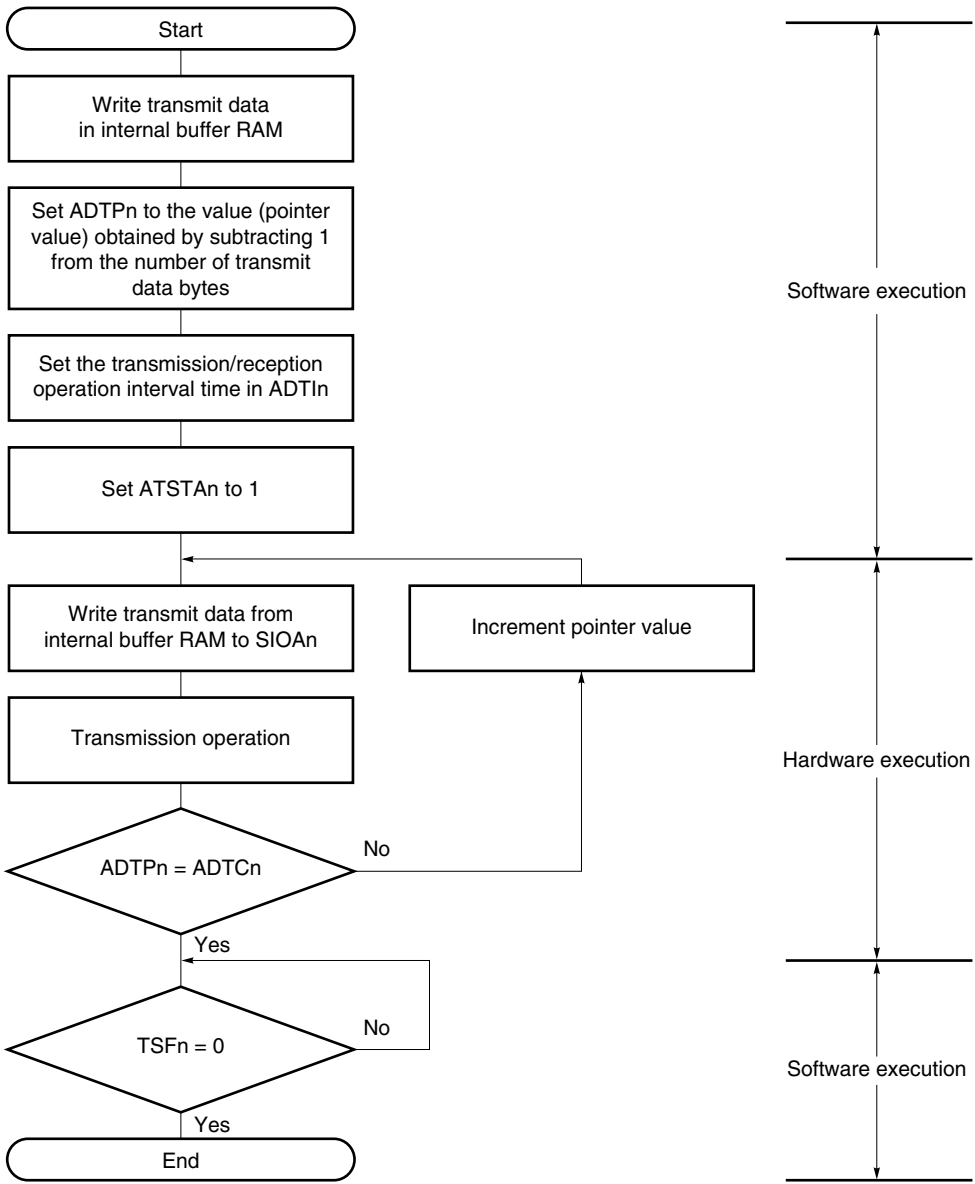 Start
Write transmit data
in internal buffer RAM
Set ADTPn to the value (pointer
value) obtained by subtracting 1
from the number of transmit
data bytes
Software execution
Set the transmission/reception
operation interval time in ADTIn
Set ATSTAn to 1
Write transmit data from
internal buffer RAM to SIOAn
Increment pointer value
Transmission operation
Hardware execution
ADTPn = ADTCn
No
Yes
TSFn = 0
No
Software execution
Yes
End